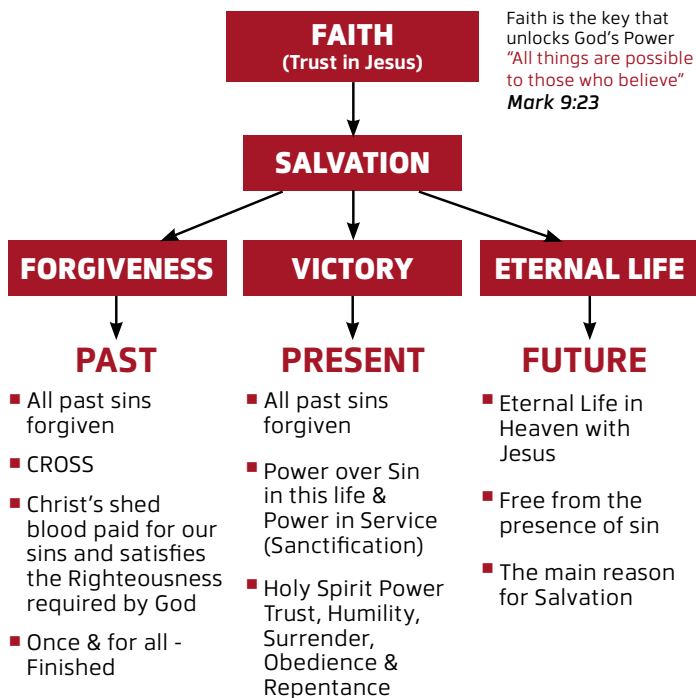 FAITH
(Trust in Jesus)
Faith is the key that
unlocks God's Power
“All things are possible
to those who believe”
Mark 9:23
SALVATION
FORGIVENESS
VICTORY
ETERNAL LIFE
PAST
■ All past sins
forgiven
■ CROSS
■ Christ's shed
blood paid for our
sins and satisfies
the Righteousness
required by God
■ Once & for all -
Finished
PRESENT
■ All past sins
forgiven
■ Power over Sin
in this life &
Power in Service
(Sanctification)
■ Holy Spirit Power
Trust, Humility,
Surrender,
Obedience &
Repentance
FUTURE
■ Eternal Life in
Heaven with
Jesus
■ Free from the
presence of sin
■ The main reason
for Salvation